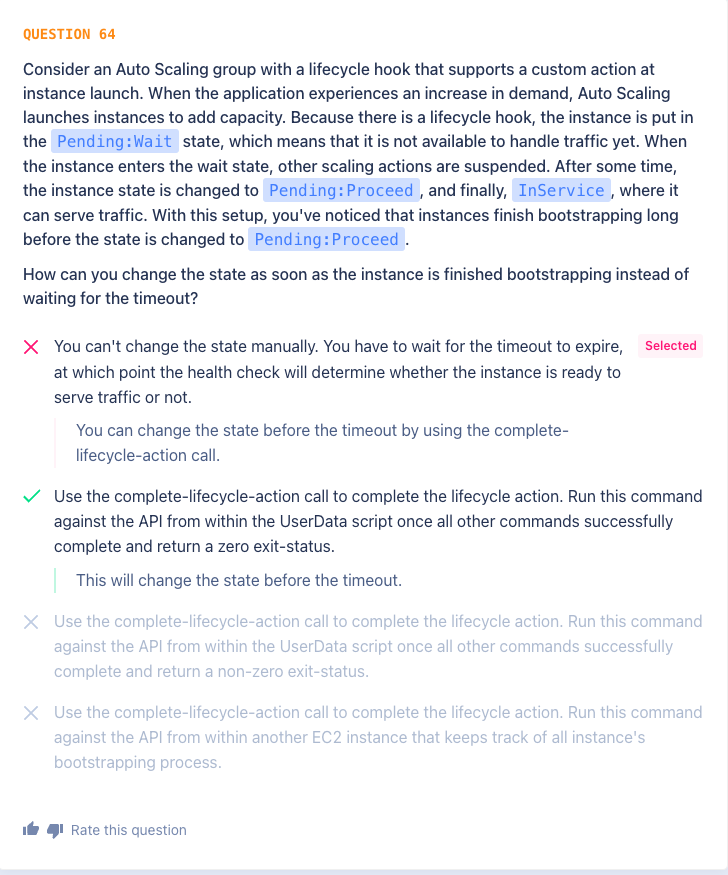 QUESTION 64
Consider an Auto Scaling group with a lifecycle hook that supports a custom action at
instance launch. When the application experiences an increase in demand, Auto Scaling
launches instances to add capacity. Because there is a lifecycle hook, the instance is put in
the Pending:Wait state, which means that it is not available to handle traffic yet. When
the instance enters the wait state, other scaling actions are suspended. After some time,
the instance state is changed to Pending:Proceed, and finally, InService, where it
can serve traffic. With this setup, you've noticed that instances finish bootstrapping long
before the state is changed to Pending:Proceed.
How can you change the state as soon as the instance is finished bootstrapping instead of
waiting for the timeout?
You can't change the state manually. You have to wait for the timeout to expire,
Selected
at which point the health check will determine whether the instance is ready to
serve traffic or not.
You can change the state before the timeout by using the complete-
lifecycle-action call.
Use the complete-lifecycle-action call to complete the lifecycle action. Run this command
against the API from within the UserData script once all other commands successfully
complete and return a zero exit-status.
This will change the state before the timeout.
Use the complete-lifecycle-action call to complete the lifecycle action. Run this command
against the API from within the UserData script once all other commands successfully
complete and return a non-zero exit-status.
Use the complete-lifecycle-action call to complete the lifecycle action. Run this command
against the API from within another EC2 instance that keeps track of all instance's
bootstrapping process.
Rate this question